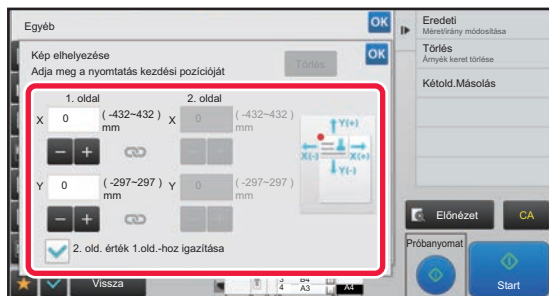 Egyéb
OK
Kép elhelyezése
Adja meg a nyomtatás kezdési pozícióját
Törlés
OK
1. oldal
2. oldal
X 0 ( -432~432 ) mm
X 0 ( -432~432 ) mm
Y(+)
X(-)
X(+)
Y(-)
Y 0 ( -297~297 ) mm
Y 0 ( -297~297 ) mm
2. old. érték 1.old.-hoz igazítása
Vissza
3 B4
4 A3
A4
Eredeti
Méret/irány módosítása
Törlés
Árnyék keret törlése
Kétold.Másolás
Előnézet
CA
Próbanyomat
Start